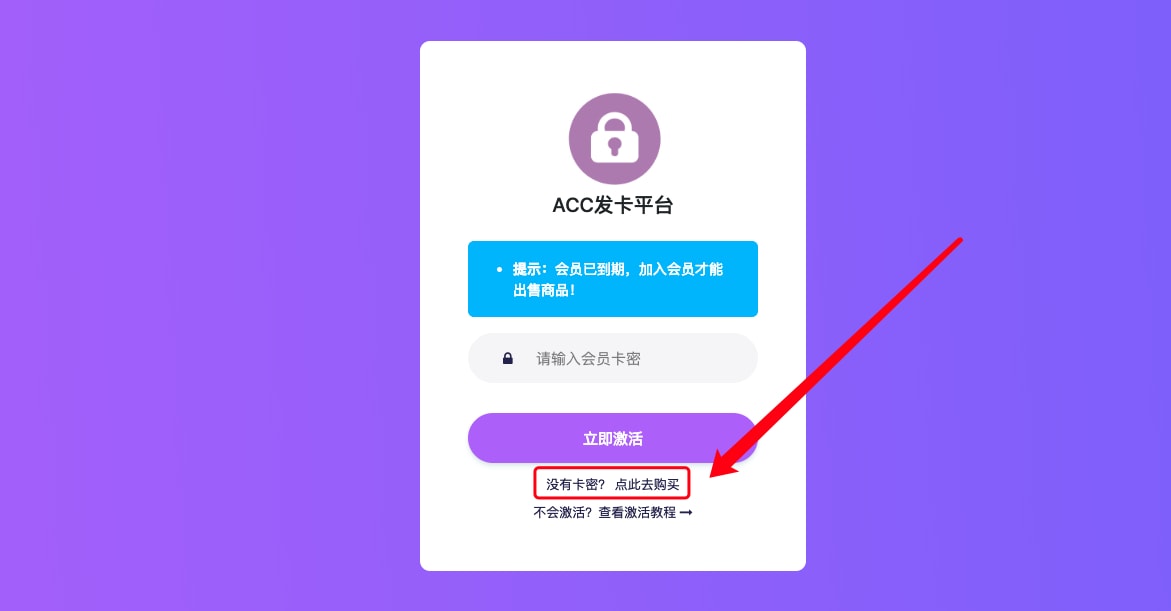 ACC发卡平台
提示：会员已到期，加入会员才能
出售商品！
请输入会员卡密
立即激活
没有卡密？ 点此去购买
不会激活？查看激活教程→